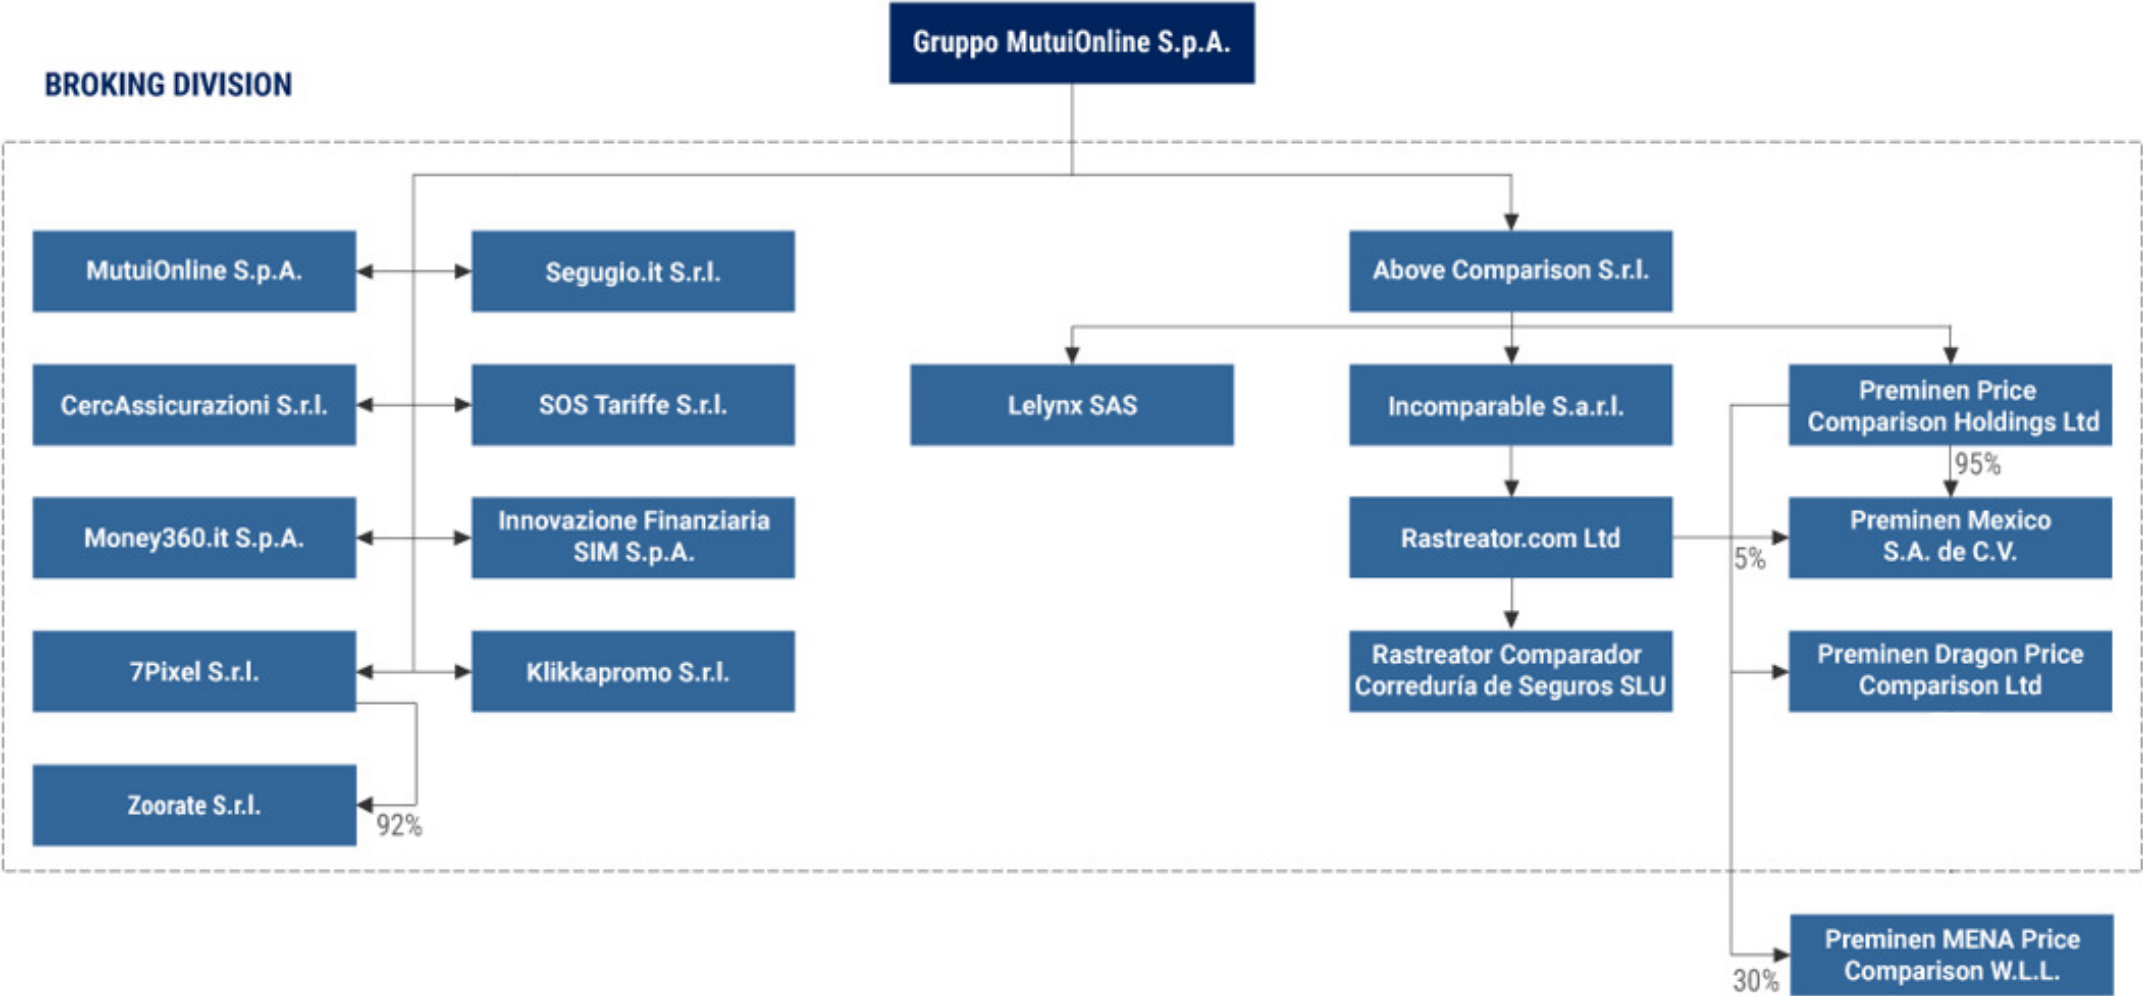 Gruppo MutuiOnline S.p.A.
BROKING DIVISION
MutuiOnline S.p.A.
Segugio.it S.r.l.
Above Comparison S.r.l.
CercAssicurazioni S.r.l.
SOS Tariffe S.r.l.
Lelynx SAS
Incomparable S.a.r.l.
Preminen Price
Comparison Holdings Ltd
95%
Money360.it S.p.A.
Innovazione Finanziaria
SIM S.p.A.
Rastreator.com Ltd
5%
Preminen Mexico
S.A. de C.V.
7Pixel S.r.l.
Klikkapromo S.r.l.
Rastreator Comparador
Correduría de Seguros SLU
Preminen Dragon Price
Comparison Ltd
Zoorate S.r.l.
92%
Preminen MENA Price
Comparison W.L.L.
30%